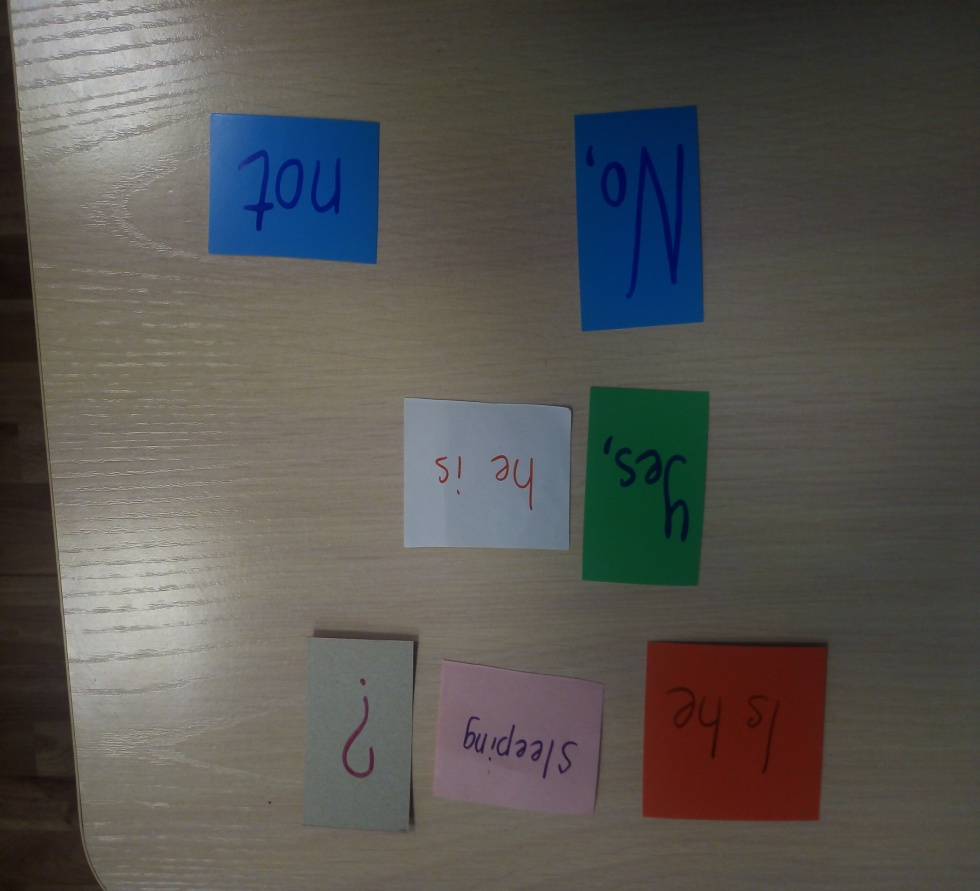 Is he sleeping ?
Yes, he is
No, not